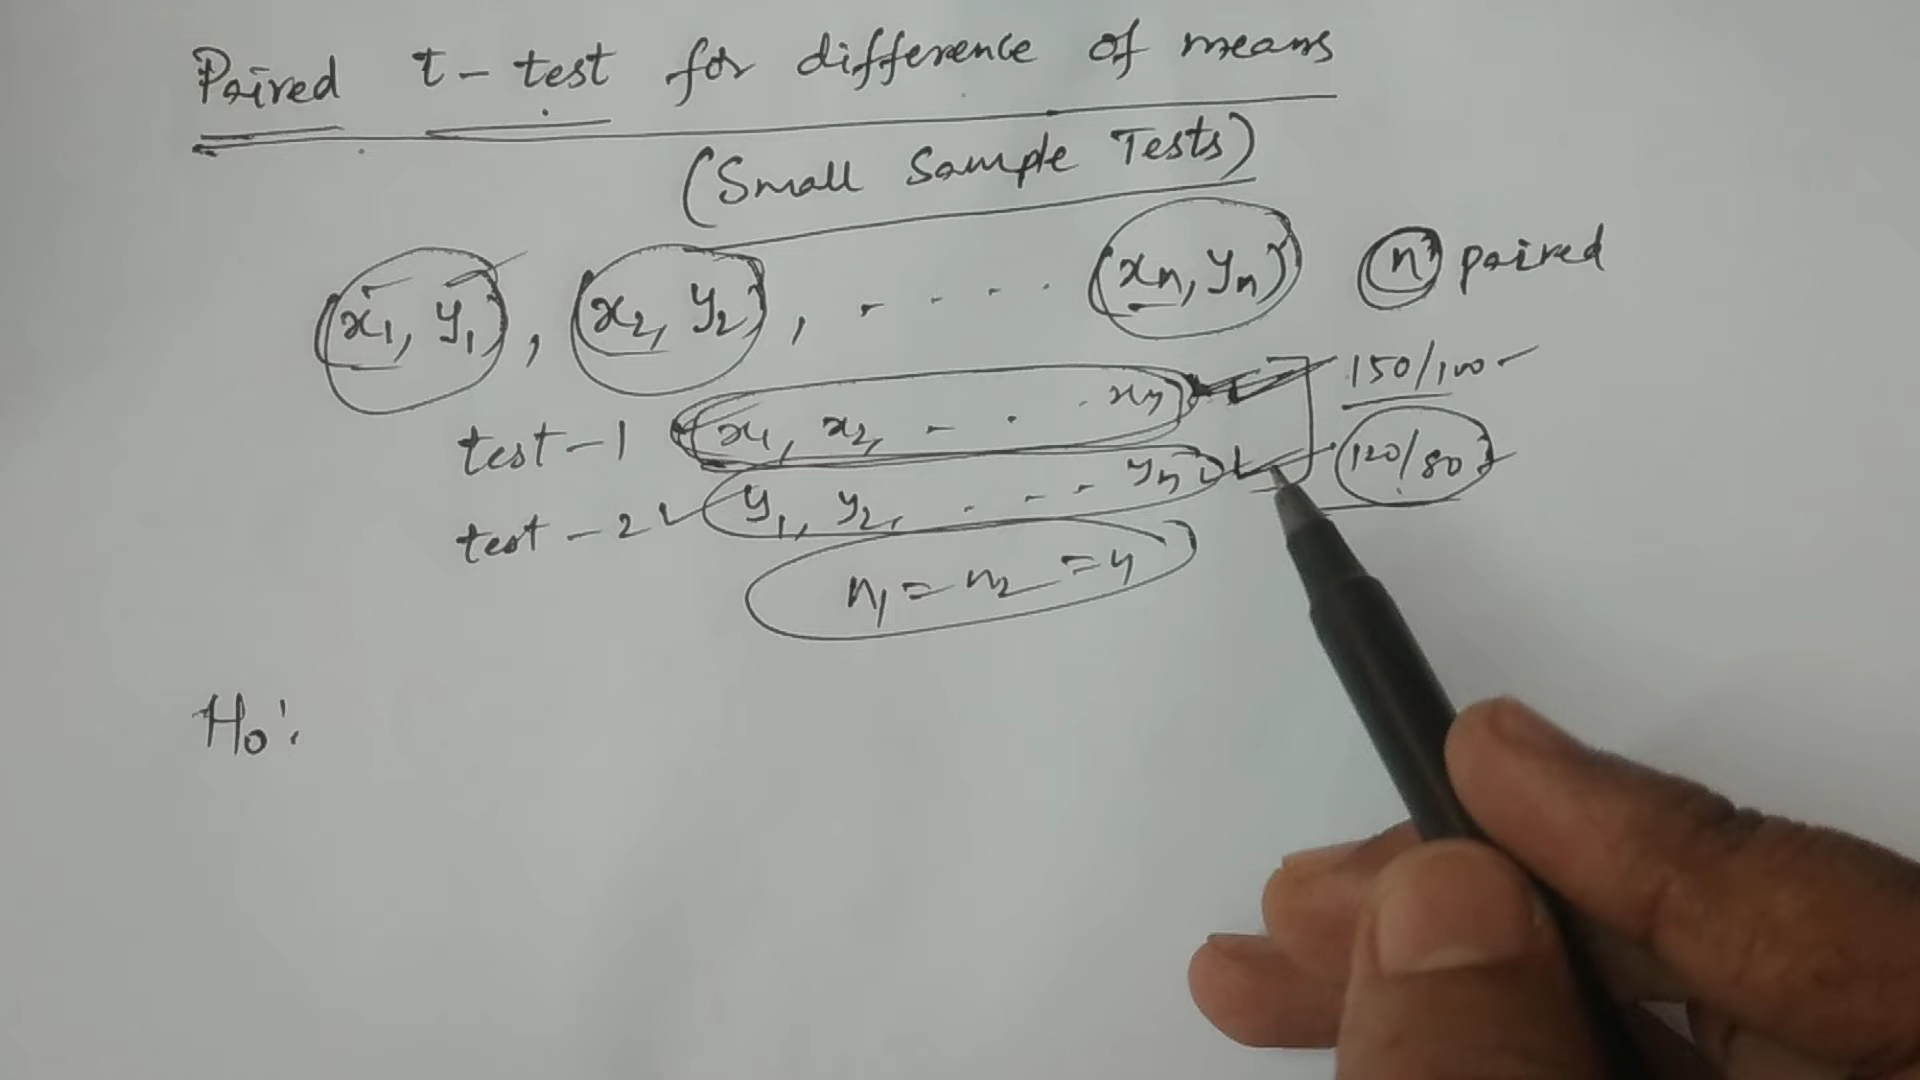 Paired t-test for difference of means
(Small Sample Tests)
(x1, y1), (x2, y2), ..... (xn, yn) n paired
test-1 x1, x2, - . . xn 150/100
test-2 y1, y2, . . - - yn 120/80
n1 = n2 = n
H0: